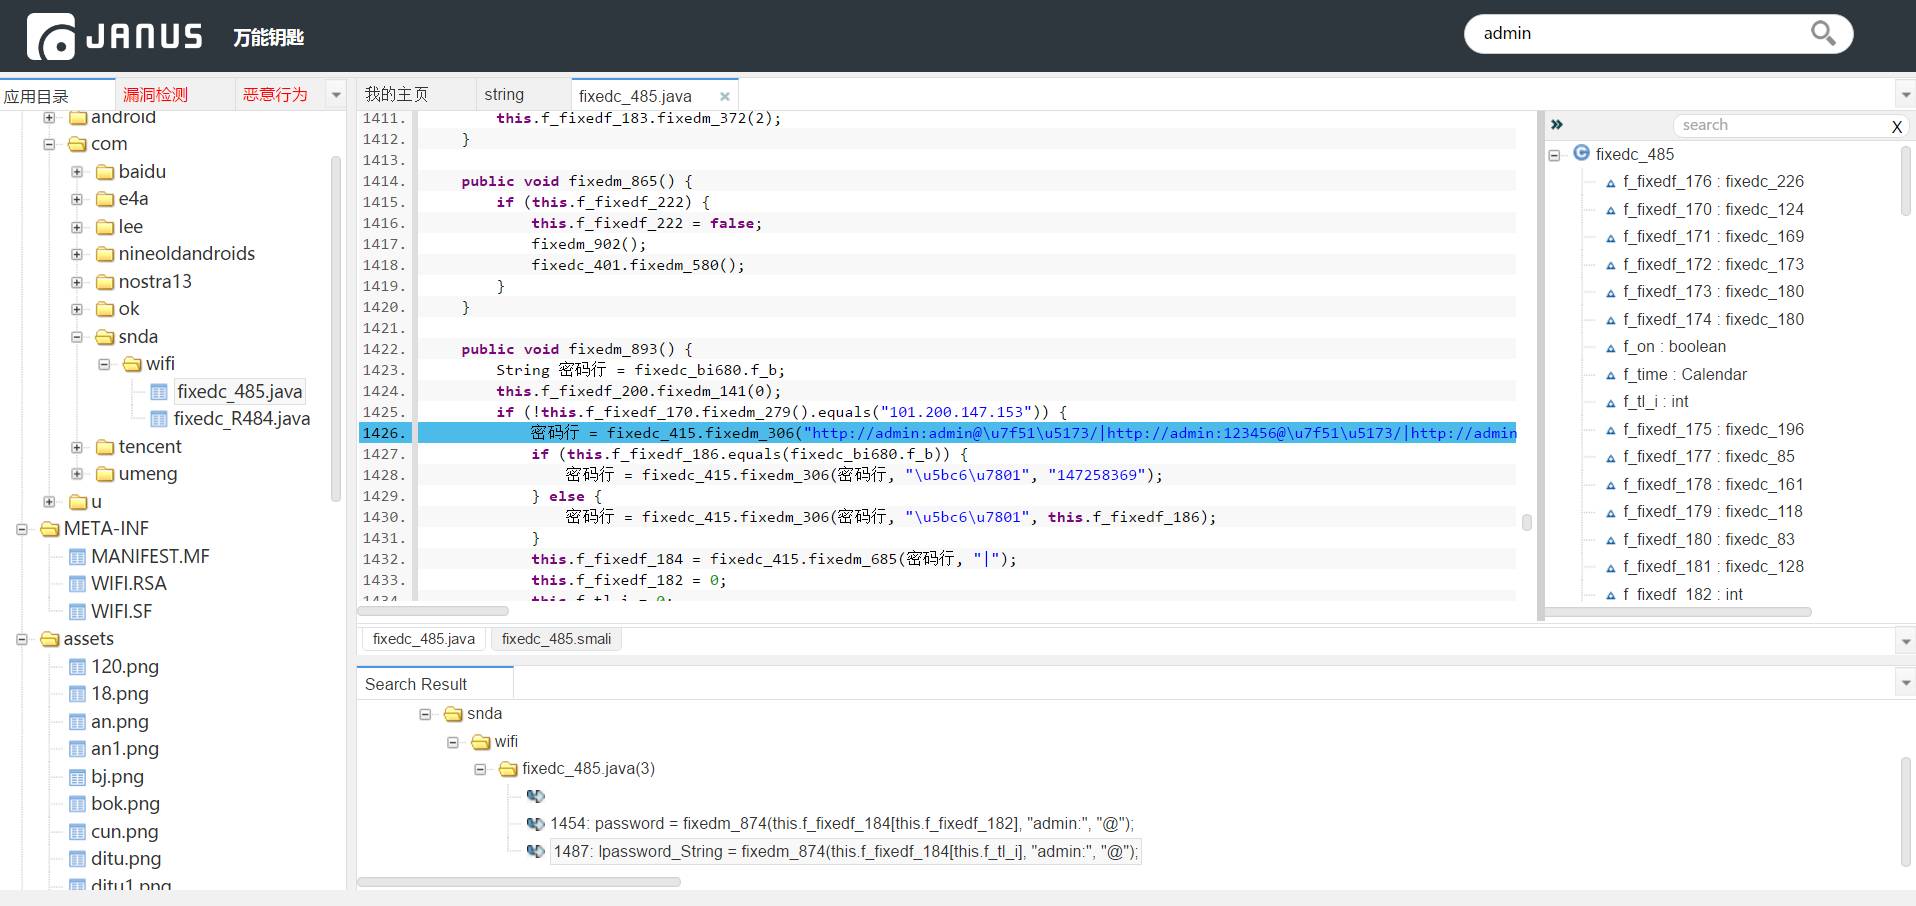 JANUS 万能钥匙
admin
应用目录 漏洞检测 恶意行为
android
com
baidu
e4a
lee
nineoldandroids
nostra13
ok
snda
wifi
fixedc_485.java
fixedc_R484.java
tencent
umeng
u
META-INF
MANIFEST.MF
WIFI.RSA
WIFI.SF
assets
120.png
18.png
an.png
an1.png
bj.png
bok.png
cun.png
ditu.png
ditu1.png
我的主页 string fixedc_485.java ×
1411. this.f_fixedf_183.fixedm_372(2);
1412. }
1413.
1414. public void fixedm_865() {
1415. if (this.f_fixedf_222) {
1416. this.f_fixedf_222 = false;
1417. fixedm_902();
1418. fixedc_401.fixedm_580();
1419. }
1420. }
1421.
1422. public void fixedm_893() {
1423. String 密码行 = fixedc_bi680.f_b;
1424. this.f_fixedf_200.fixedm_141(0);
1425. if (!this.f_fixedf_170.fixedm_279().equals("101.200.147.153")) {
1426. 密码行 = fixedc_415.fixedm_306("http://admin:admin@\u7f51\u5173/|http://admin:123456@\u7f51\u5173/|http://admin
1427. if (this.f_fixedf_186.equals(fixedc_bi680.f_b)) {
1428. 密码行 = fixedc_415.fixedm_306(密码行, "\u5bc6\u7801", "147258369");
1429. } else {
1430. 密码行 = fixedc_415.fixedm_306(密码行, "\u5bc6\u7801", this.f_fixedf_186);
1431. }
1432. this.f_fixedf_184 = fixedc_415.fixedm_685(密码行, "|");
1433. this.f_fixedf_182 = 0;
1434. this.f_tl_i = 0;
fixedc_485.java fixedc_485.smali
search X
fixedc_485
f_fixedf_176 : fixedc_226
f_fixedf_170 : fixedc_124
f_fixedf_171 : fixedc_169
f_fixedf_172 : fixedc_173
f_fixedf_173 : fixedc_180
f_fixedf_174 : fixedc_180
f_on : boolean
f_time : Calendar
f_tl_i : int
f_fixedf_175 : fixedc_196
f_fixedf_177 : fixedc_85
f_fixedf_178 : fixedc_161
f_fixedf_179 : fixedc_118
f_fixedf_180 : fixedc_83
f_fixedf_181 : fixedc_128
f_fixedf_182 : int
Search Result
snda
wifi
fixedc_485.java(3)
1454: password = fixedm_874(this.f_fixedf_184[this.f_fixedf_182], "admin:", "@");
1487: lpassword_String = fixedm_874(this.f_fixedf_184[this.f_tl_i], "admin:", "@");